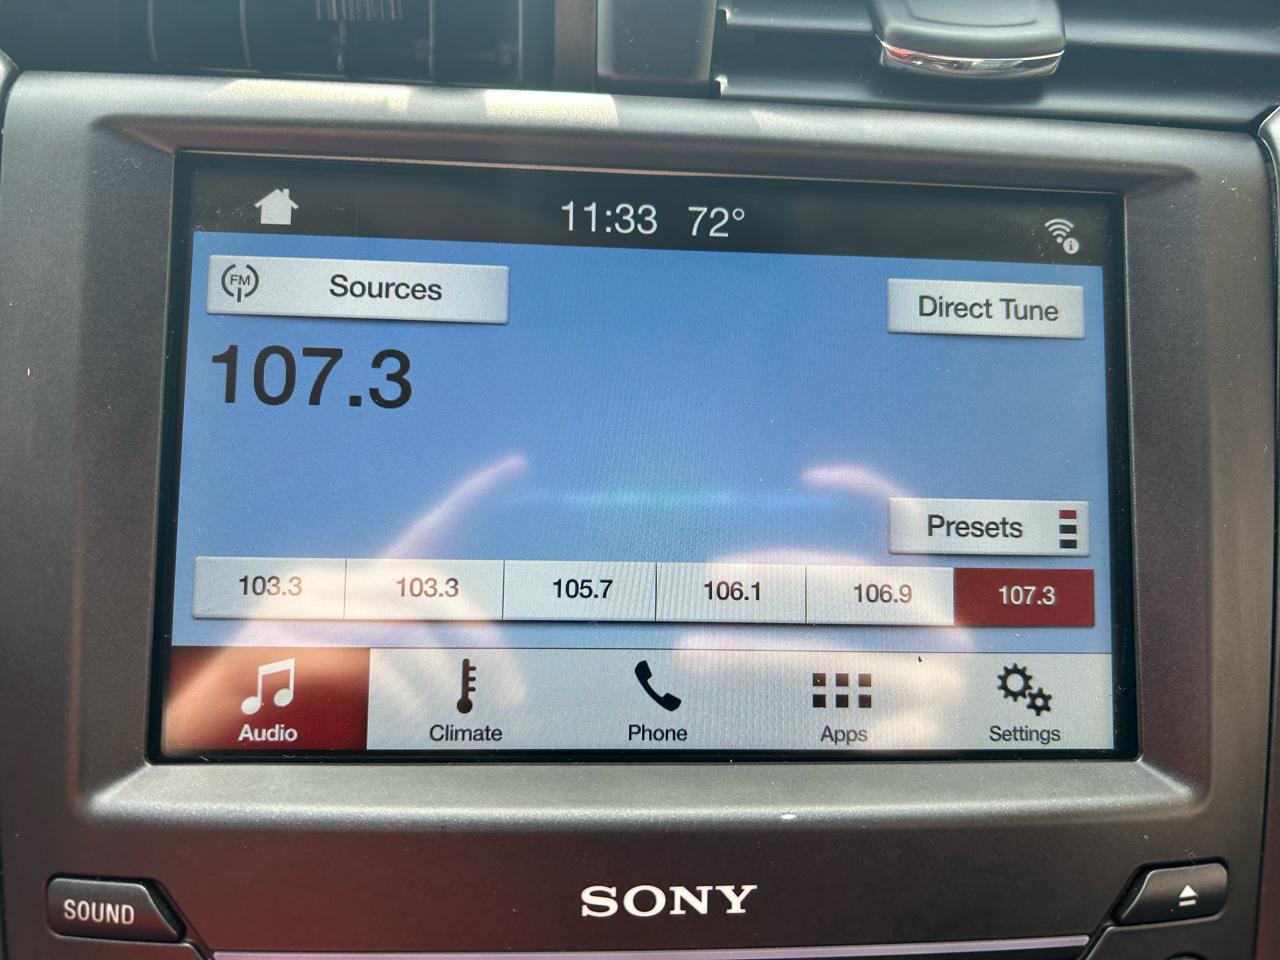 11:33 72°
FM Sources
Direct Tune
107.3
Presets
103.3 103.3 105.7 106.1 106.9 107.3
Audio Climate Phone Apps Settings
SOUND
SONY